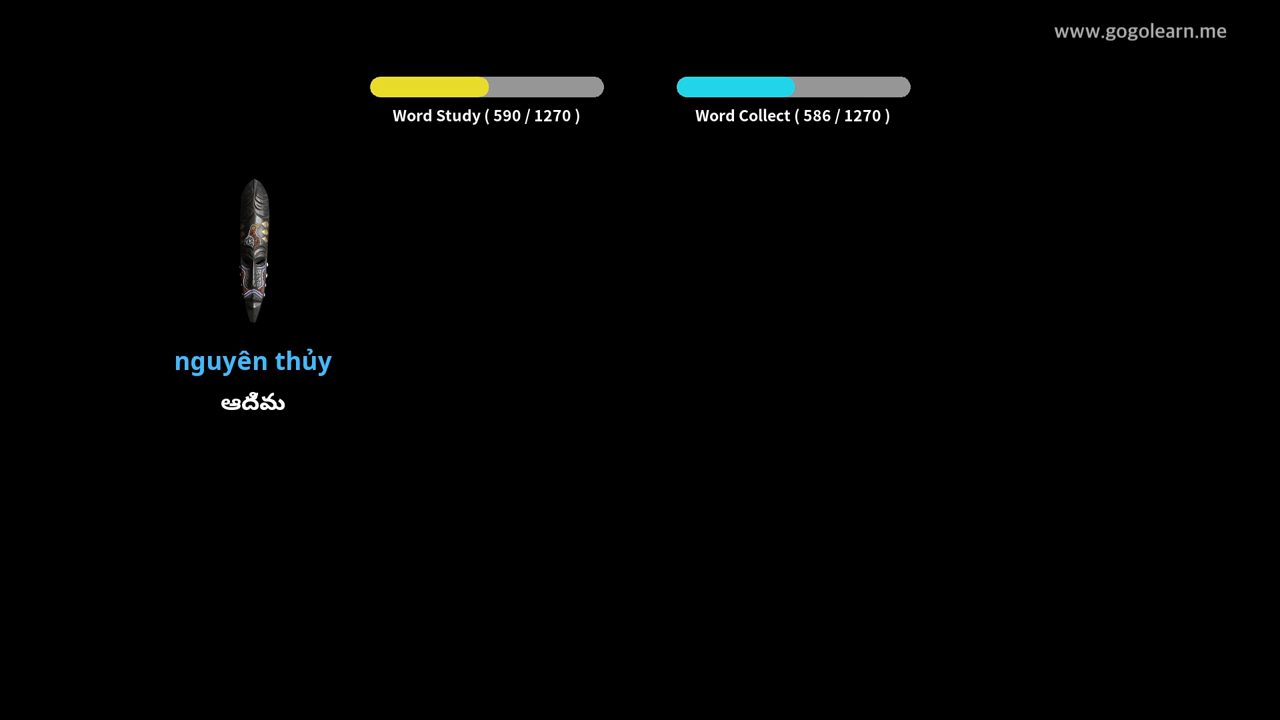 www.gogolearn.me
Word Study ( 590 / 1270 )
Word Collect ( 586 / 1270 )
nguyên thủy
ఆదిమ